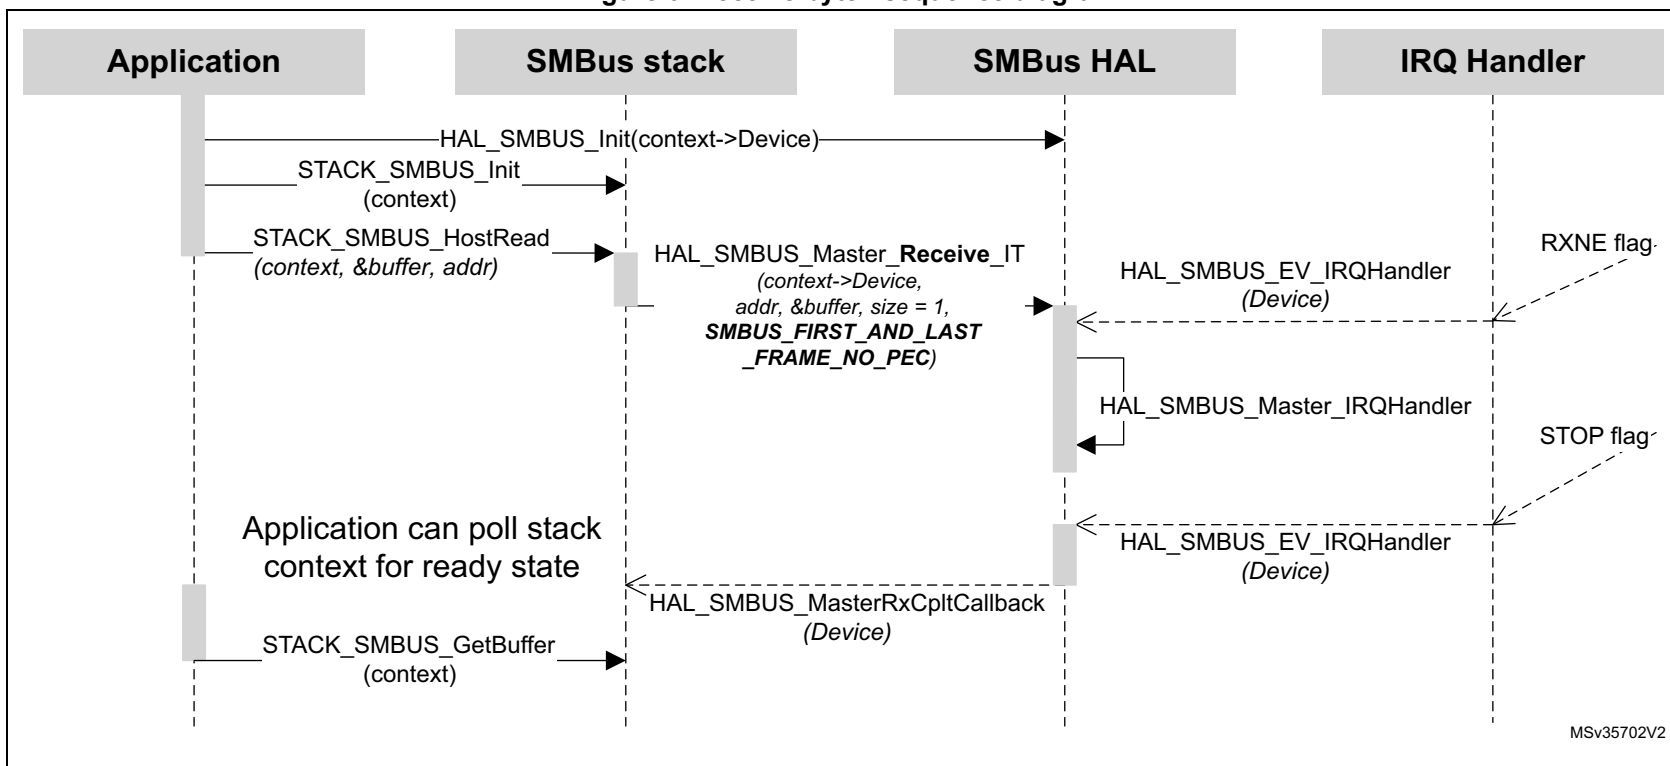 Application
SMBus stack
SMBus HAL
IRQ Handler
HAL_SMBUS_Init(context->Device)
STACK_SMBUS_Init
(context)
STACK_SMBUS_HostRead
(context, &buffer, addr)
HAL_SMBUS_Master_Receive_IT
(context->Device,
addr, &buffer, size = 1,
SMBUS_FIRST_AND_LAST
_FRAME_NO_PEC)
RXNE flag
HAL_SMBUS_EV_IRQHandler
(Device)
HAL_SMBUS_Master_IRQHandler
STOP flag
HAL_SMBUS_EV_IRQHandler
(Device)
Application can poll stack
context for ready state
HAL_SMBUS_MasterRxCpltCallback
(Device)
STACK_SMBUS_GetBuffer
(context)
MSv35702V2